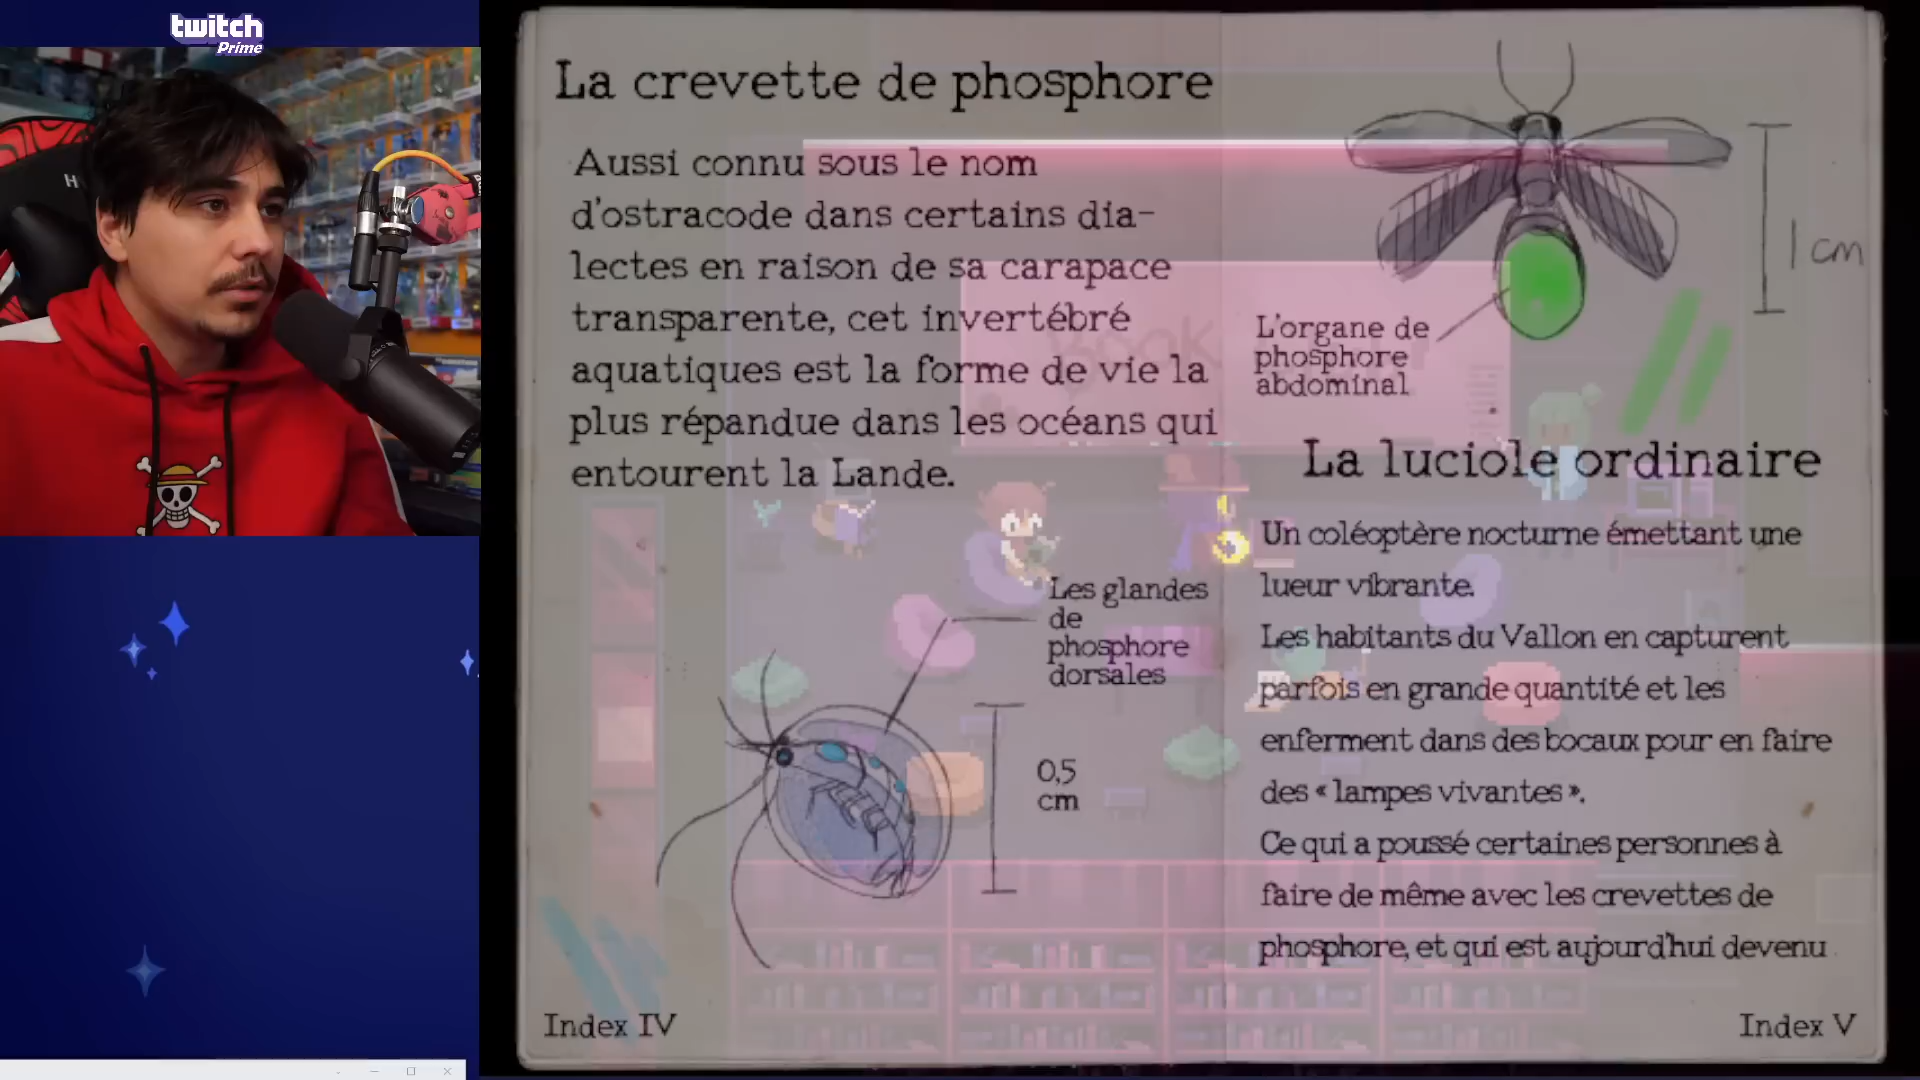 twitch
Prime
La crevette de phosphore
Aussi connu sous le nom
d'ostracode dans certains dia-
lectes en raison de sa carapace
transparente, cet invertébré
aquatiques est la forme de vie la
plus répandue dans les océans qui
entourent la Lande.
Les glandes
de
phosphore
dorsales
0,5
cm
Index IV
1 cm
L'organe de
phosphore
abdominal
La luciole ordinaire
Un coléoptère nocturne émettant une
lueur vibrante.
Les habitants du Vallon en capturent
parfois en grande quantité et les
enferment dans des bocaux pour en faire
des « lampes vivantes ».
Ce qui a poussé certaines personnes à
faire de même avec les crevettes de
phosphore, et qui est aujourd'hui devenu
Index V